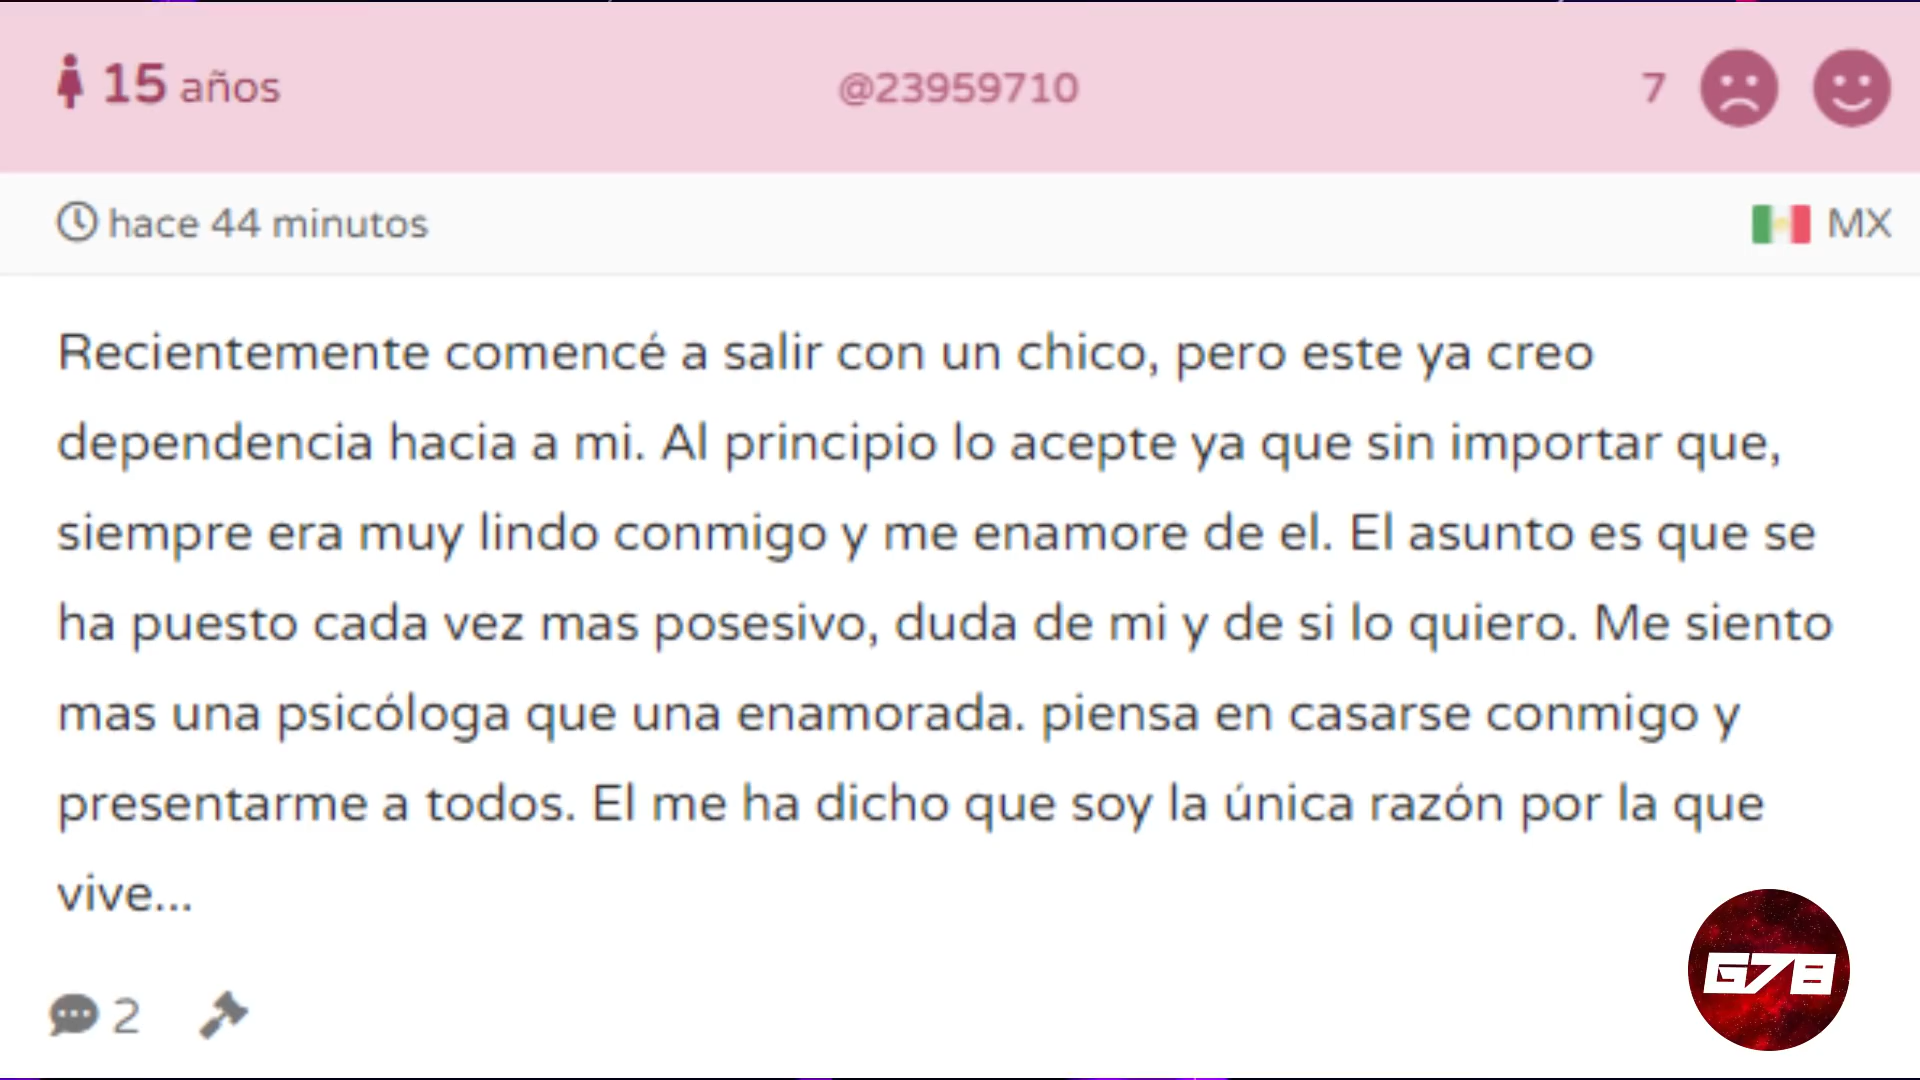 15 años @23959710 7
hace 44 minutos MX
Recientemente comencé a salir con un chico, pero este ya creo
dependencia hacia a mi. Al principio lo acepte ya que sin importar que,
siempre era muy lindo conmigo y me enamore de el. El asunto es que se
ha puesto cada vez mas posesivo, duda de mi y de si lo quiero. Me siento
mas una psicóloga que una enamorada. piensa en casarse conmigo y
presentarme a todos. El me ha dicho que soy la única razón por la que
vive...
2
G78